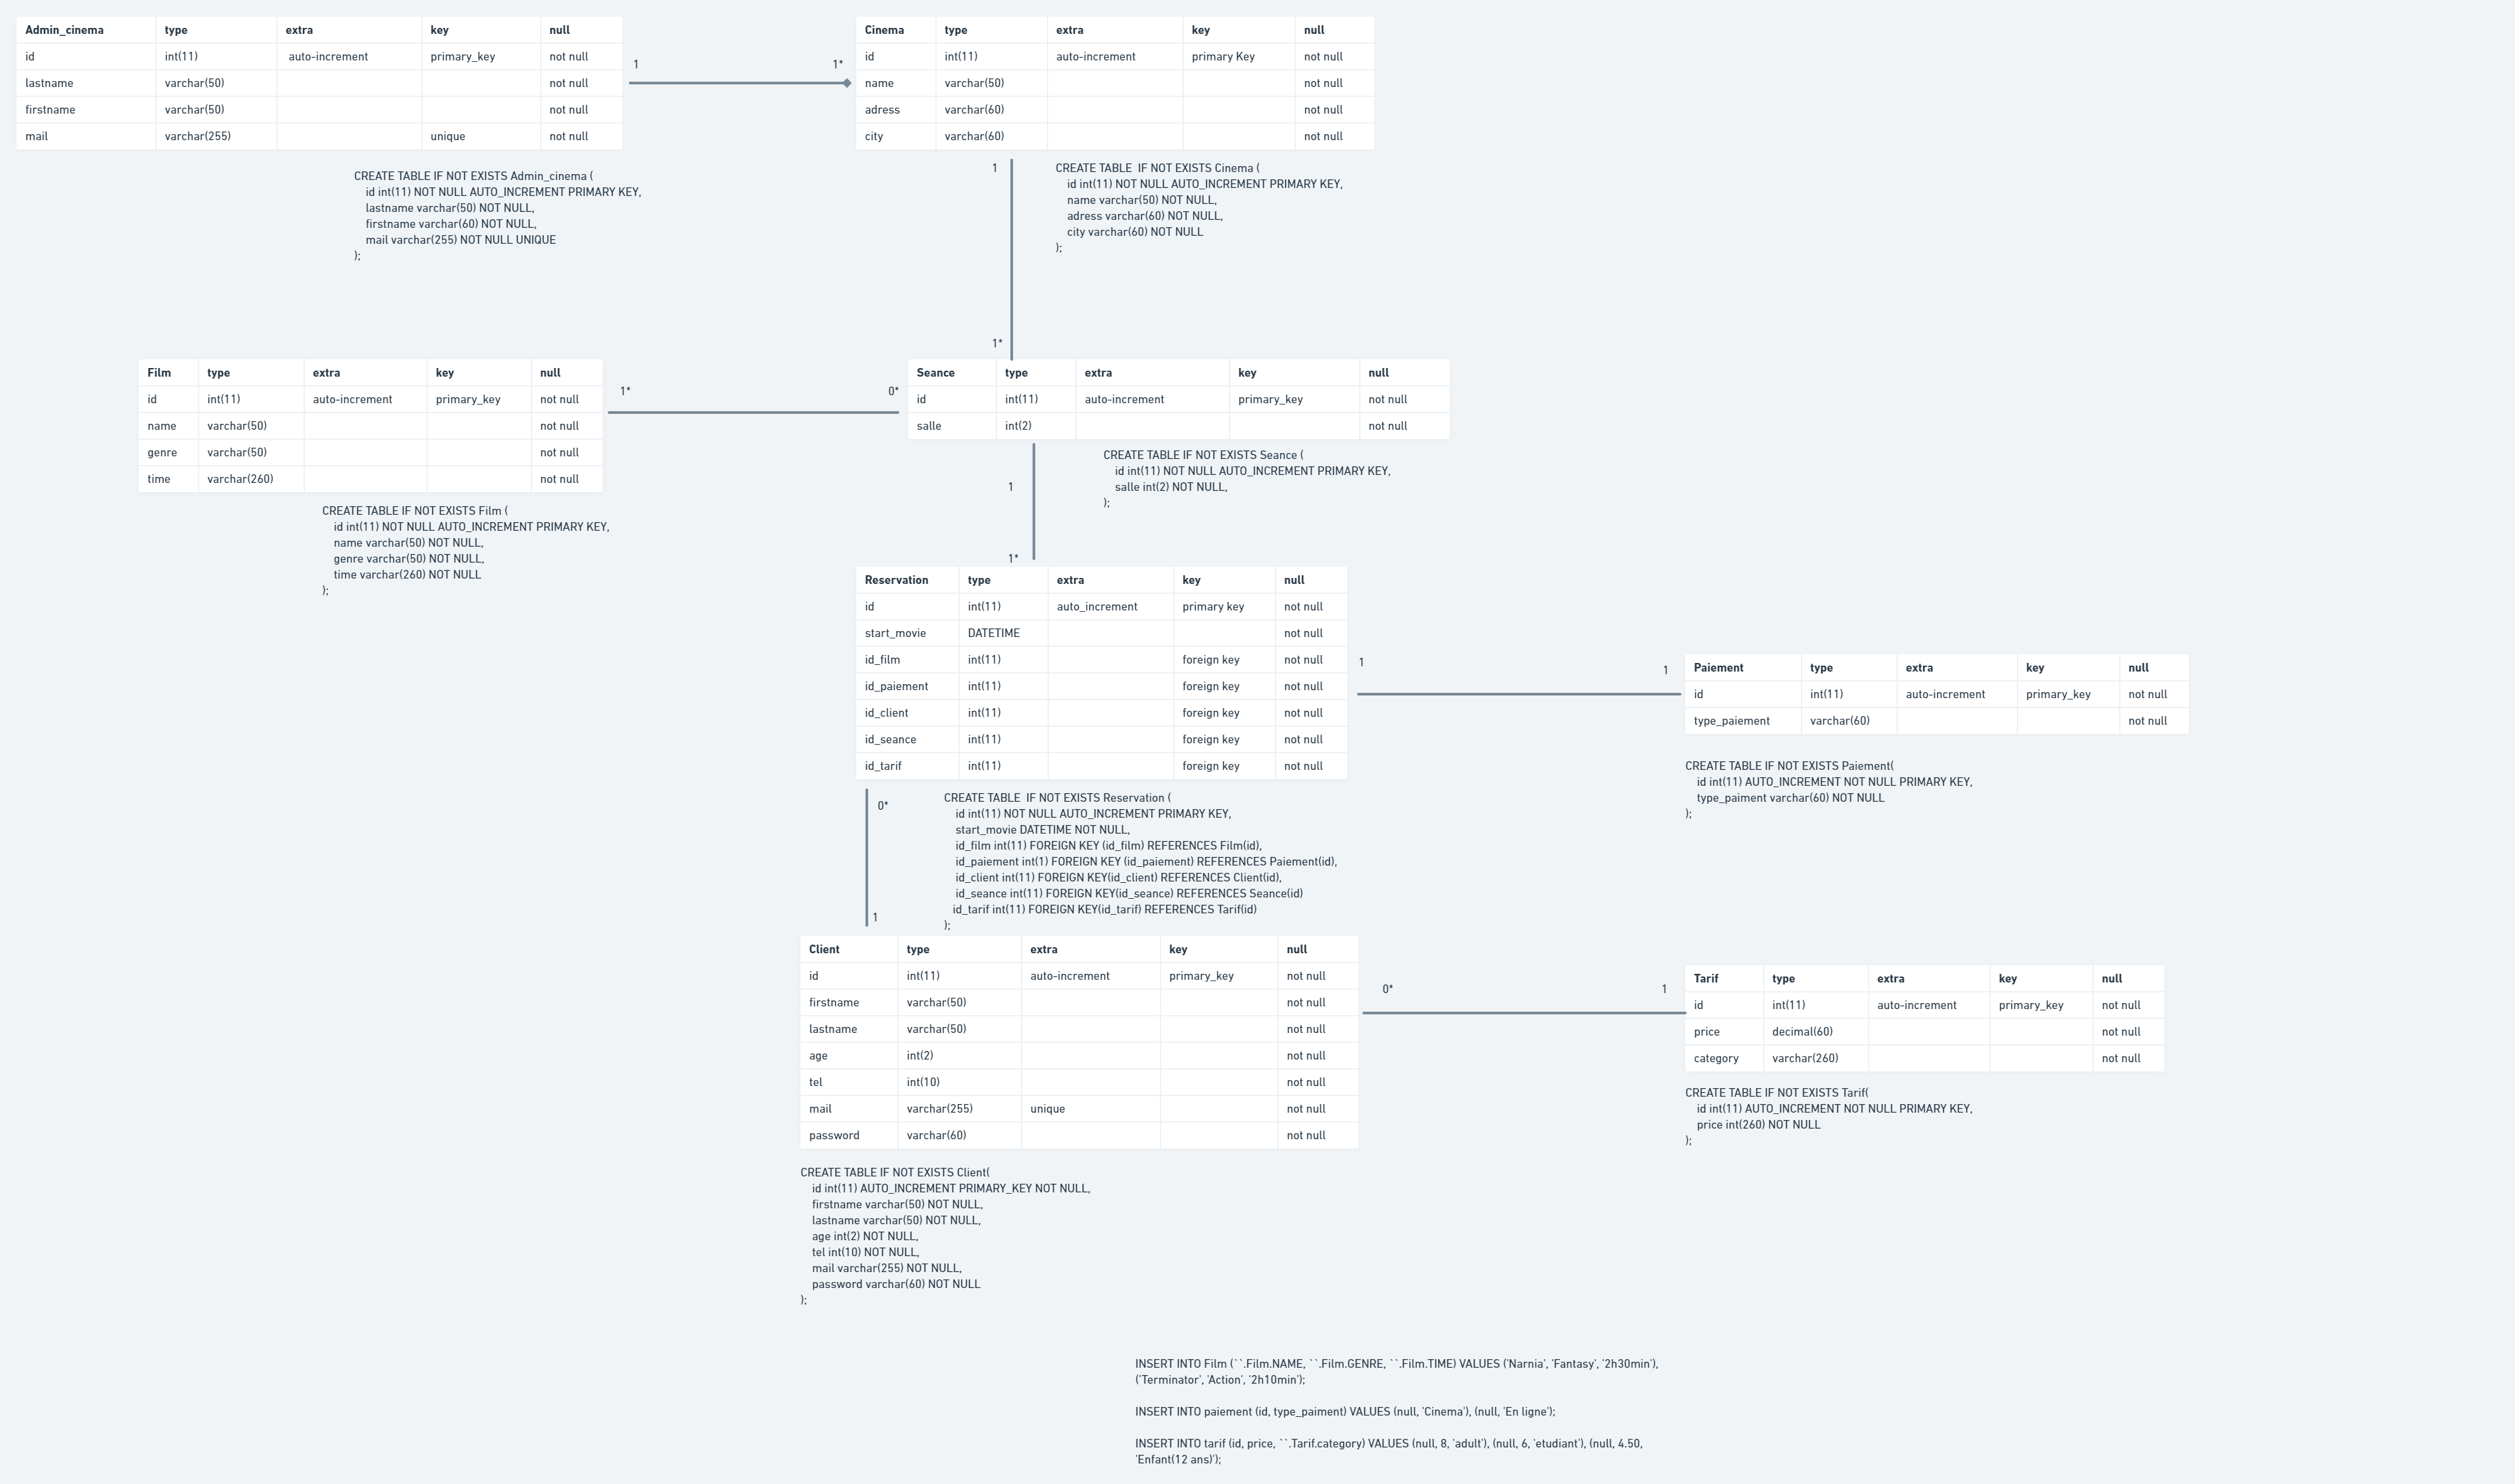 Admin_cinema type extra key null
id int(11) auto-increment primary_key not null
lastname varchar(50) not null
firstname varchar(50) not null
mail varchar(255) unique not null
1 1*
Cinema type extra key null
id int(11) auto-increment primary Key not null
name varchar(50) not null
adress varchar(60) not null
city varchar(60) not null
CREATE TABLE IF NOT EXISTS Admin_cinema (
id int(11) NOT NULL AUTO_INCREMENT PRIMARY KEY,
lastname varchar(50) NOT NULL,
firstname varchar(60) NOT NULL,
mail varchar(255) NOT NULL UNIQUE
);
1
CREATE TABLE  IF NOT EXISTS Cinema (
id int(11) NOT NULL AUTO_INCREMENT PRIMARY KEY,
name varchar(50) NOT NULL,
adress varchar(60) NOT NULL,
city varchar(60) NOT NULL
);
1*
Film type extra key null
id int(11) auto-increment primary_key not null
name varchar(50) not null
genre varchar(50) not null
time varchar(260) not null
1* 0*
Seance type extra key null
id int(11) auto-increment primary_key not null
salle int(2) not null
CREATE TABLE IF NOT EXISTS Film (
id int(11) NOT NULL AUTO_INCREMENT PRIMARY KEY,
name varchar(50) NOT NULL,
genre varchar(50) NOT NULL,
time varchar(260) NOT NULL
);
CREATE TABLE IF NOT EXISTS Seance (
id int(11) NOT NULL AUTO_INCREMENT PRIMARY KEY,
salle int(2) NOT NULL,
);
1
1*
Reservation type extra key null
id int(11) auto_increment primary key not null
start_movie DATETIME not null
id_film int(11) foreign key not null
id_paiement int(11) foreign key not null
id_client int(11) foreign key not null
id_seance int(11) foreign key not null
id_tarif int(11) foreign key not null
1 1
Paiement type extra key null
id int(11) auto-increment primary_key not null
type_paiement varchar(60) not null
CREATE TABLE IF NOT EXISTS Paiement(
id int(11) AUTO_INCREMENT NOT NULL PRIMARY KEY,
type_paiment varchar(60) NOT NULL
);
0*
CREATE TABLE  IF NOT EXISTS Reservation (
id int(11) NOT NULL AUTO_INCREMENT PRIMARY KEY,
start_movie DATETIME NOT NULL,
id_film int(11) FOREIGN KEY (id_film) REFERENCES Film(id),
id_paiement int(1) FOREIGN KEY (id_paiement) REFERENCES Paiement(id),
id_client int(11) FOREIGN KEY(id_client) REFERENCES Client(id),
id_seance int(11) FOREIGN KEY(id_seance) REFERENCES Seance(id)
id_tarif int(11) FOREIGN KEY(id_tarif) REFERENCES Tarif(id)
);
1
Client type extra key null
id int(11) auto-increment primary_key not null
firstname varchar(50) not null
lastname varchar(50) not null
age int(2) not null
tel int(10) not null
mail varchar(255) unique not null
password varchar(60) not null
0* 1
Tarif type extra key null
id int(11) auto-increment primary_key not null
price decimal(60) not null
category varchar(260) not null
CREATE TABLE IF NOT EXISTS Tarif(
id int(11) AUTO_INCREMENT NOT NULL PRIMARY KEY,
price int(260) NOT NULL
);
CREATE TABLE IF NOT EXISTS Client(
id int(11) AUTO_INCREMENT PRIMARY_KEY NOT NULL,
firstname varchar(50) NOT NULL,
lastname varchar(50) NOT NULL,
age int(2) NOT NULL,
tel int(10) NOT NULL,
mail varchar(255) NOT NULL,
password varchar(60) NOT NULL
);
INSERT INTO Film (``.Film.NAME, ``.Film.GENRE, ``.Film.TIME) VALUES ('Narnia', 'Fantasy', '2h30min'),
('Terminator', 'Action', '2h10min');
INSERT INTO paiement (id, type_paiment) VALUES (null, 'Cinema'), (null, 'En ligne');
INSERT INTO tarif (id, price, ``.Tarif.category) VALUES (null, 8, 'adult'), (null, 6, 'etudiant'), (null, 4.50,
'Enfant(12 ans)');